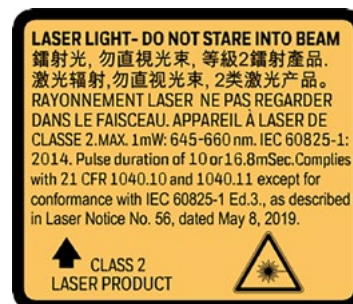 LASER LIGHT- DO NOT STARE INTO BEAM
鐳射光, 勿直視光束, 等級2鐳射產品.
激光辐射,勿直视光束, 2类激光产品。
RAYONNEMENT LASER NE PAS REGARDER
DANS LE FAISCEAU. APPAREIL À LASER DE
CLASSE 2.MAX. 1mW: 645-660 nm. IEC 60825-1:
2014. Pulse duration of 10 or 16.8mSec.Complies
with 21 CFR 1040.10 and 1040.11 except for
conformance with IEC 60825-1 Ed.3., as described
in Laser Notice No. 56, dated May 8, 2019.
CLASS 2
LASER PRODUCT